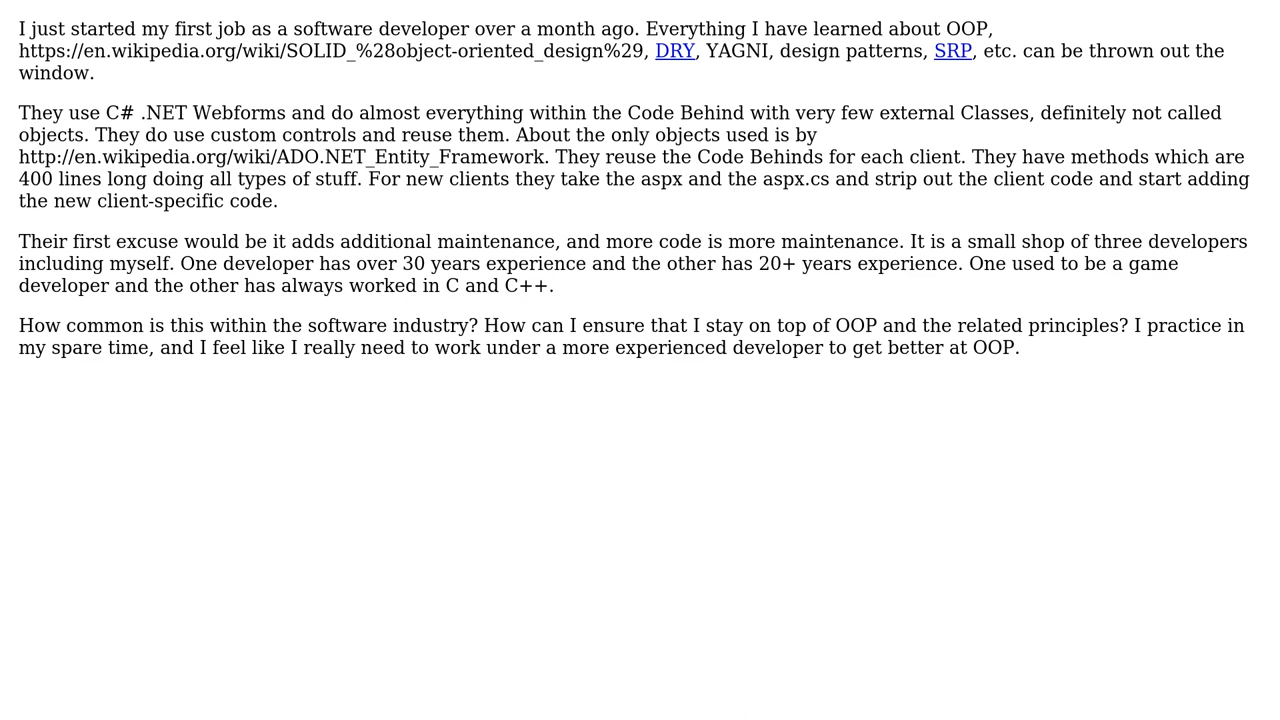 I just started my first job as a software developer over a month ago. Everything I have learned about OOP,
https://en.wikipedia.org/wiki/SOLID_%28object-oriented_design%29, DRY, YAGNI, design patterns, SRP, etc. can be thrown out the
window.
They use C# .NET Webforms and do almost everything within the Code Behind with very few external Classes, definitely not called
objects. They do use custom controls and reuse them. About the only objects used is by
http://en.wikipedia.org/wiki/ADO.NET_Entity_Framework. They reuse the Code Behinds for each client. They have methods which are
400 lines long doing all types of stuff. For new clients they take the aspx and the aspx.cs and strip out the client code and start adding
the new client-specific code.
Their first excuse would be it adds additional maintenance, and more code is more maintenance. It is a small shop of three developers
including myself. One developer has over 30 years experience and the other has 20+ years experience. One used to be a game
developer and the other has always worked in C and C++.
How common is this within the software industry? How can I ensure that I stay on top of OOP and the related principles? I practice in
my spare time, and I feel like I really need to work under a more experienced developer to get better at OOP.